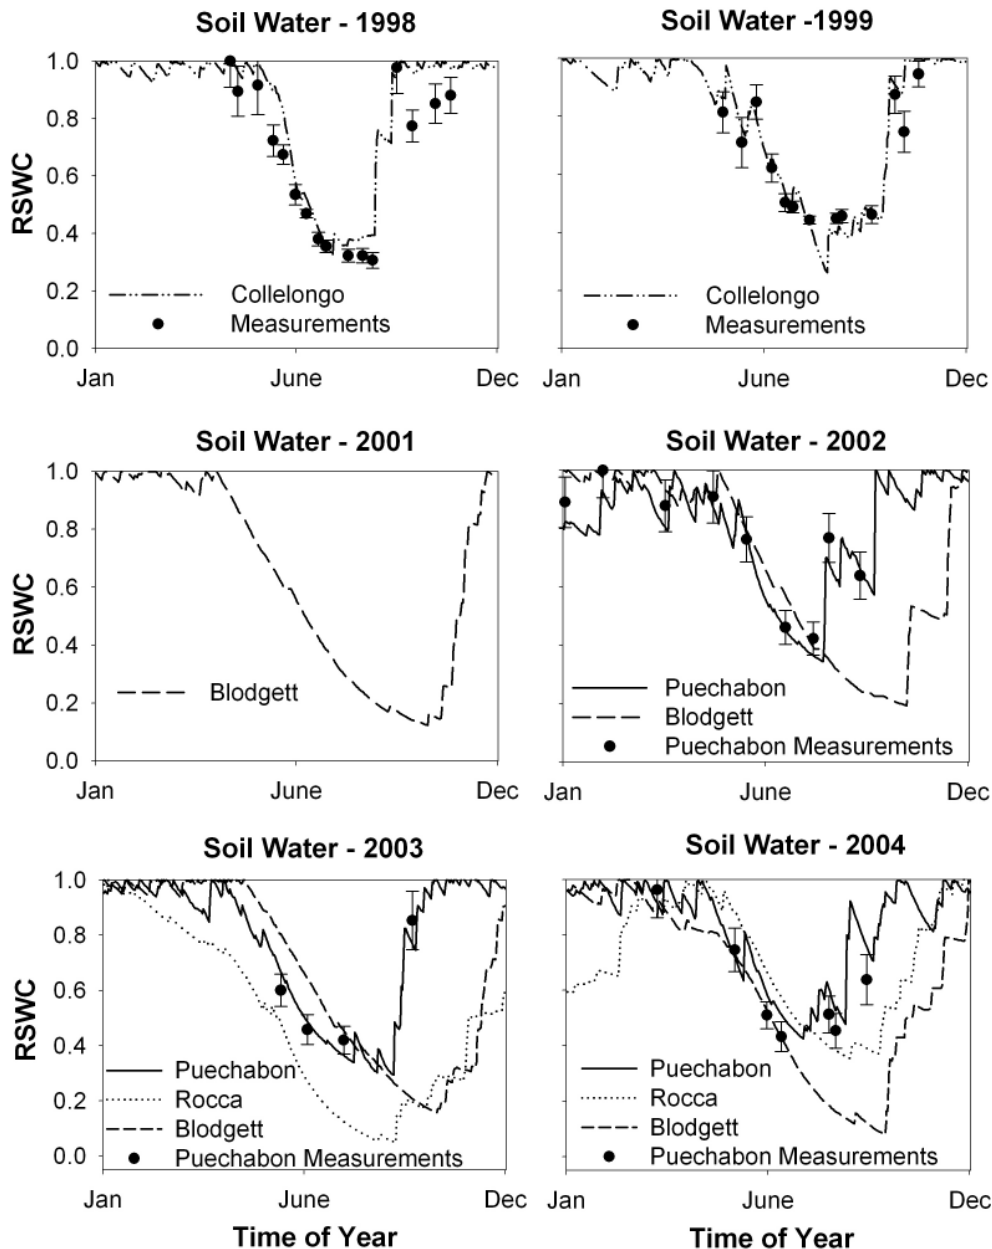 Soil Water - 1998
Soil Water -1999
RSWC
1.0
0.8
0.6
0.4
0.2
0.0
Collelongo
Measurements
Jan
June
Dec
Collelongo
Measurements
Jan
June
Dec
Soil Water - 2001
Soil Water - 2002
RSWC
1.0
0.8
0.6
0.4
0.2
0.0
Blodgett
Jan
June
Dec
Puechabon
Blodgett
Puechabon Measurements
Jan
June
Dec
Soil Water - 2003
Soil Water - 2004
RSWC
1.0
0.8
0.6
0.4
0.2
0.0
Puechabon
Rocca
Blodgett
Puechabon Measurements
Jan
June
Dec
Time of Year
Puechabon
Rocca
Blodgett
Puechabon Measurements
Jan
June
Dec
Time of Year